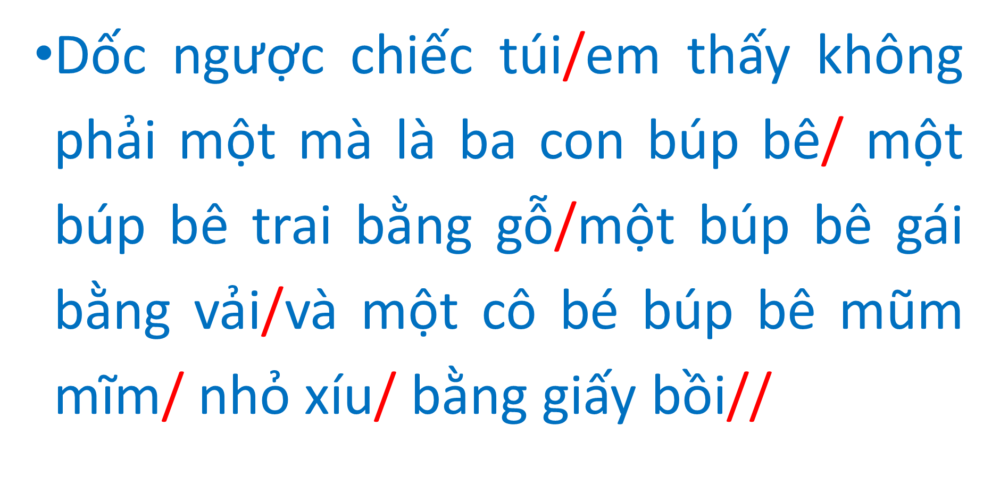 •Dốc ngược chiếc túi/em thấy không
phải một mà là ba con búp bê/ một
búp bê trai bằng gỗ/một búp bê gái
bằng vải/và một cô bé búp bê mũm
mĩm/ nhỏ xíu/ bằng giấy bồi//